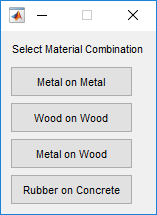 Select Material Combination
Metal on Metal
Wood on Wood
Metal on Wood
Rubber on Concrete